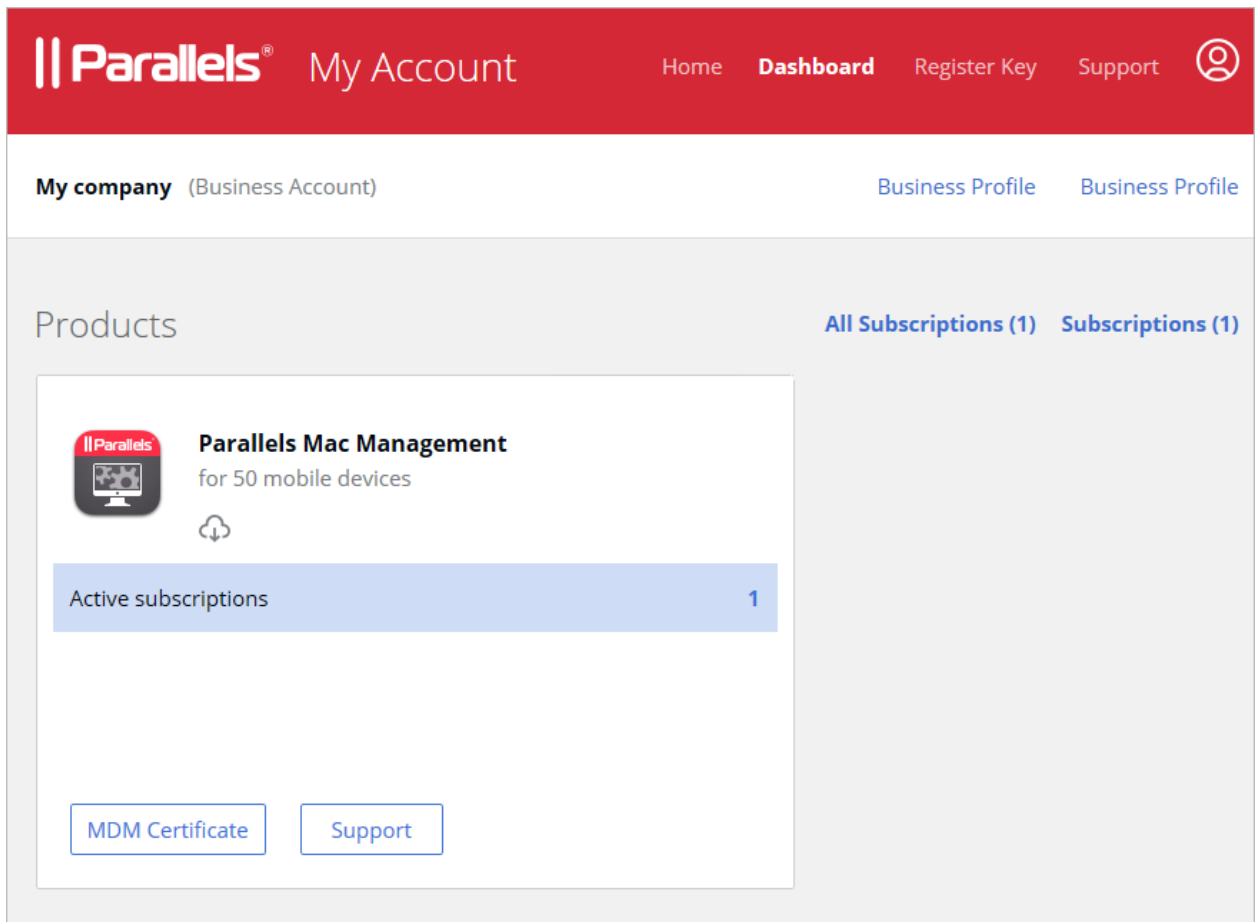 Parallels® My Account Home Dashboard Register Key Support
My company (Business Account) Business Profile Business Profile
Products All Subscriptions (1) Subscriptions (1)
Parallels
Parallels Mac Management
for 50 mobile devices
Active subscriptions 1
MDM Certificate Support